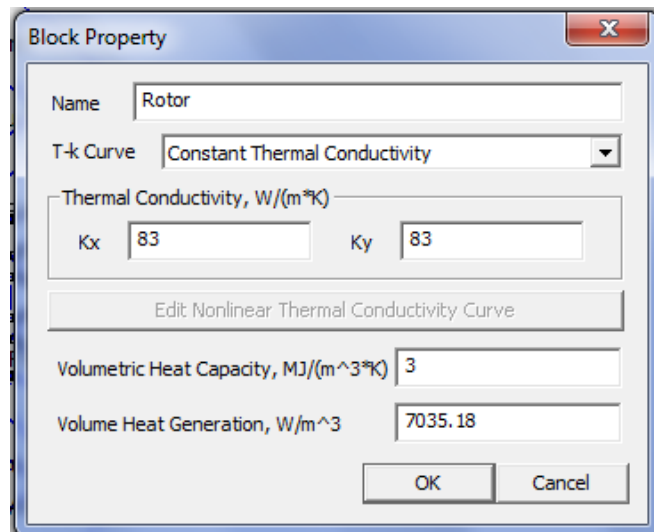 Block Property
Name Rotor
T-k Curve Constant Thermal Conductivity
Thermal Conductivity, W/(m*K)
Kx 83 Ky 83
Edit Nonlinear Thermal Conductivity Curve
Volumetric Heat Capacity, MJ/(m^3*K) 3
Volume Heat Generation, W/m^3 7035.18
OK Cancel